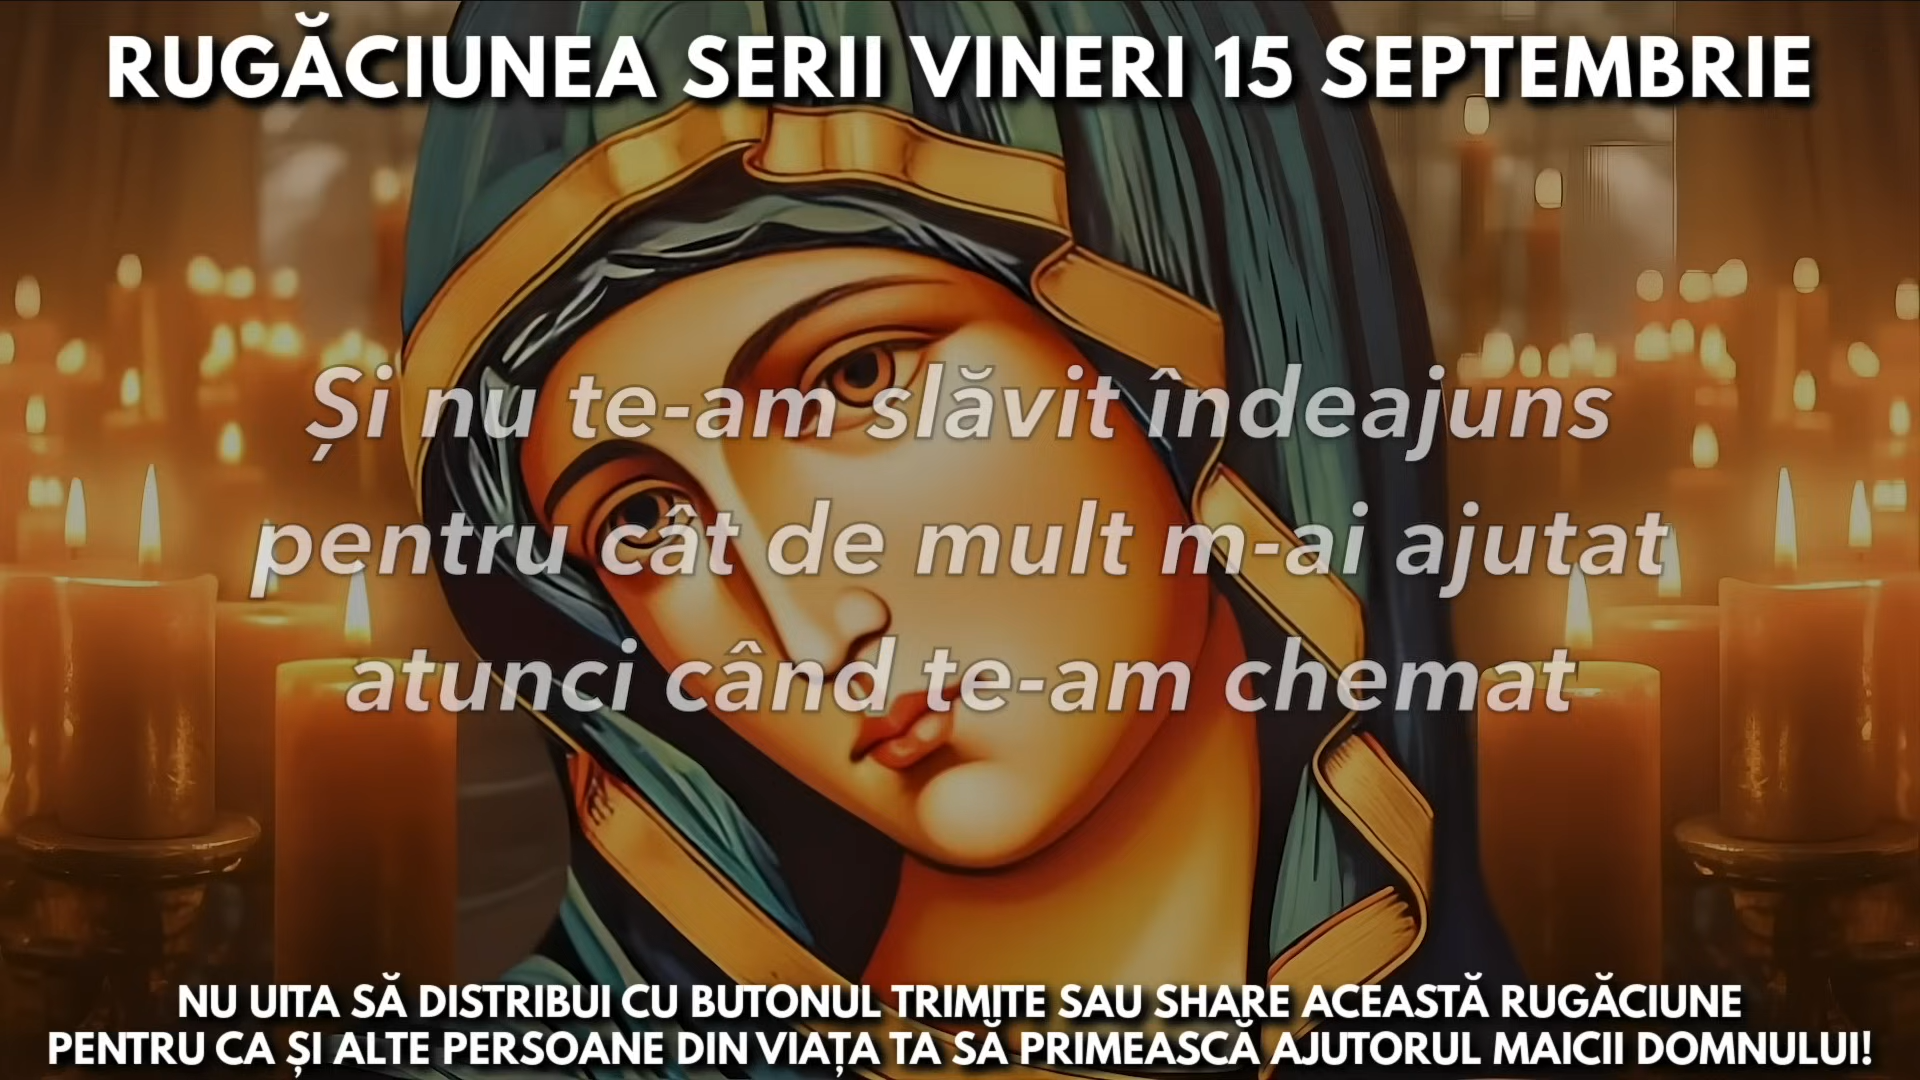 RUGĂCIUNEA SERII VINERI 15 SEPTEMBRIE
Și nu te-am slăvit îndeajuns
pentru cât de mult m-ai ajutat
atunci când te-am chemat
NU UITA SĂ DISTRIBUI CU BUTONUL TRIMITE SAU SHARE ACEASTĂ RUGĂCIUNE
PENTRU CA ȘI ALTE PERSOANE DIN VIAȚA TA SĂ PRIMEASCĂ AJUTORUL MAICII DOMNULUI!